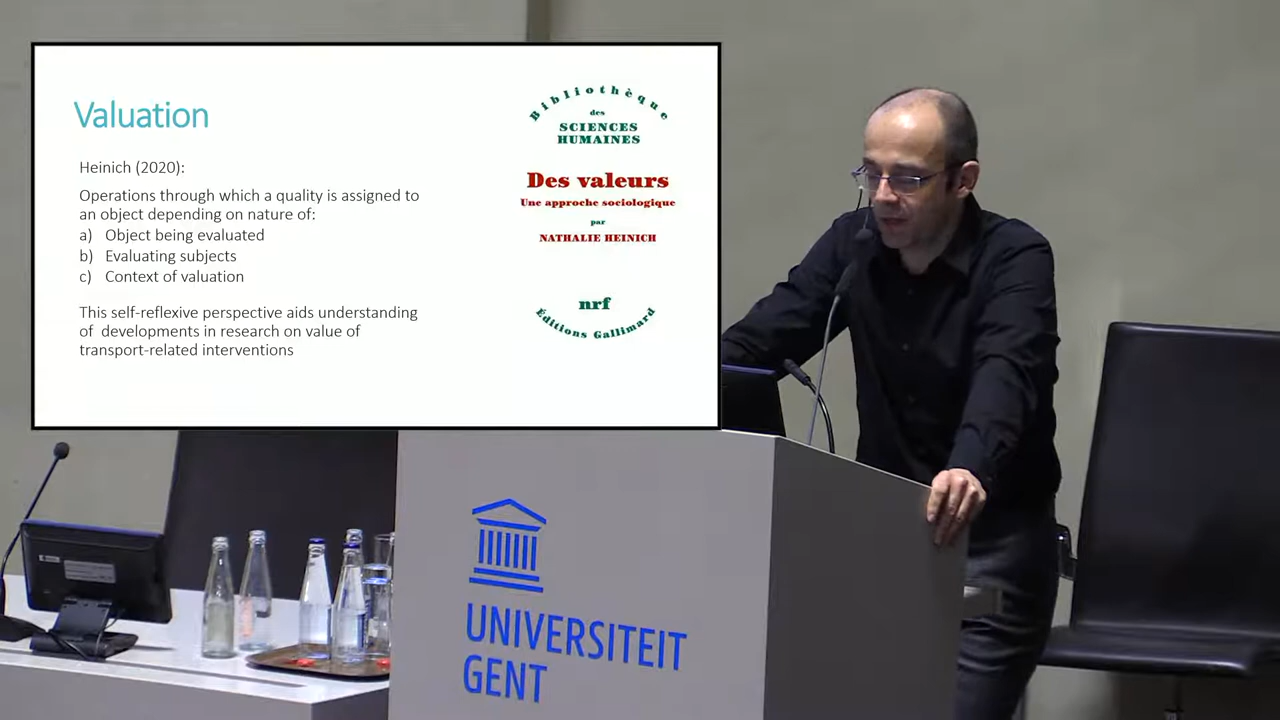 Valuation
Heinich (2020):
Operations through which a quality is assigned to
an object depending on nature of:
a) Object being evaluated
b) Evaluating subjects
c) Context of valuation
This self-reflexive perspective aids understanding
of developments in research on value of
transport-related interventions
Bibliothèque
des
SCIENCES
HUMAINES
Des valeurs
Une approche sociologique
par
NATHALIE HEINICH
nrf
Éditions Gallimard
UNIVERSITEIT
GENT